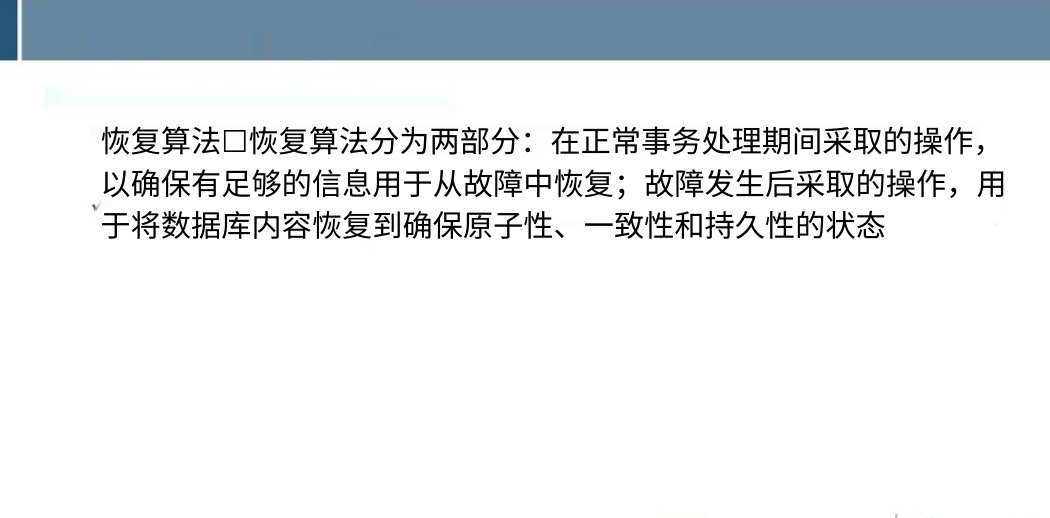 恢复算法□恢复算法分为两部分：在正常事务处理期间采取的操作，
以确保有足够的信息用于从故障中恢复；故障发生后采取的操作，用
于将数据库内容恢复到确保原子性、一致性和持久性的状态